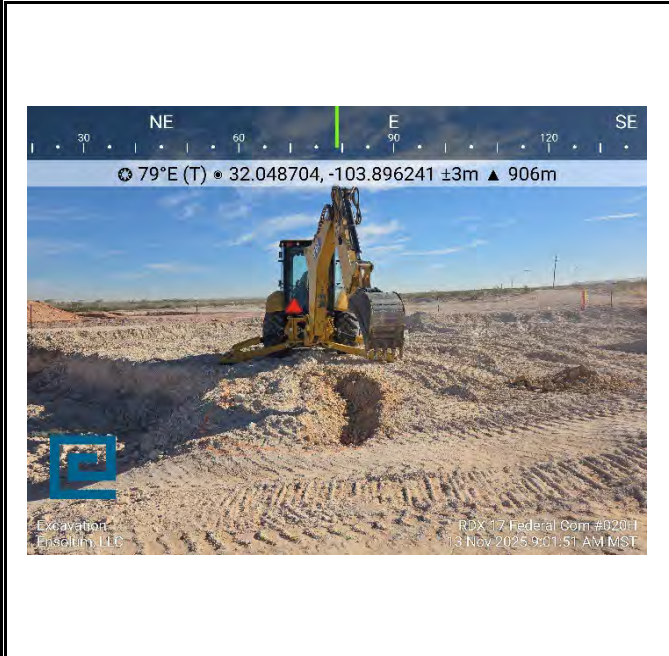 NE E SE
30 60 90 120
79°E (T) 32.048704, -103.896241 ±3m ▲ 906m
Excavation
Ensolum, LLC
RDX 17 Federal Com #020H
13 Nov 2025 9:01:51 AM MST